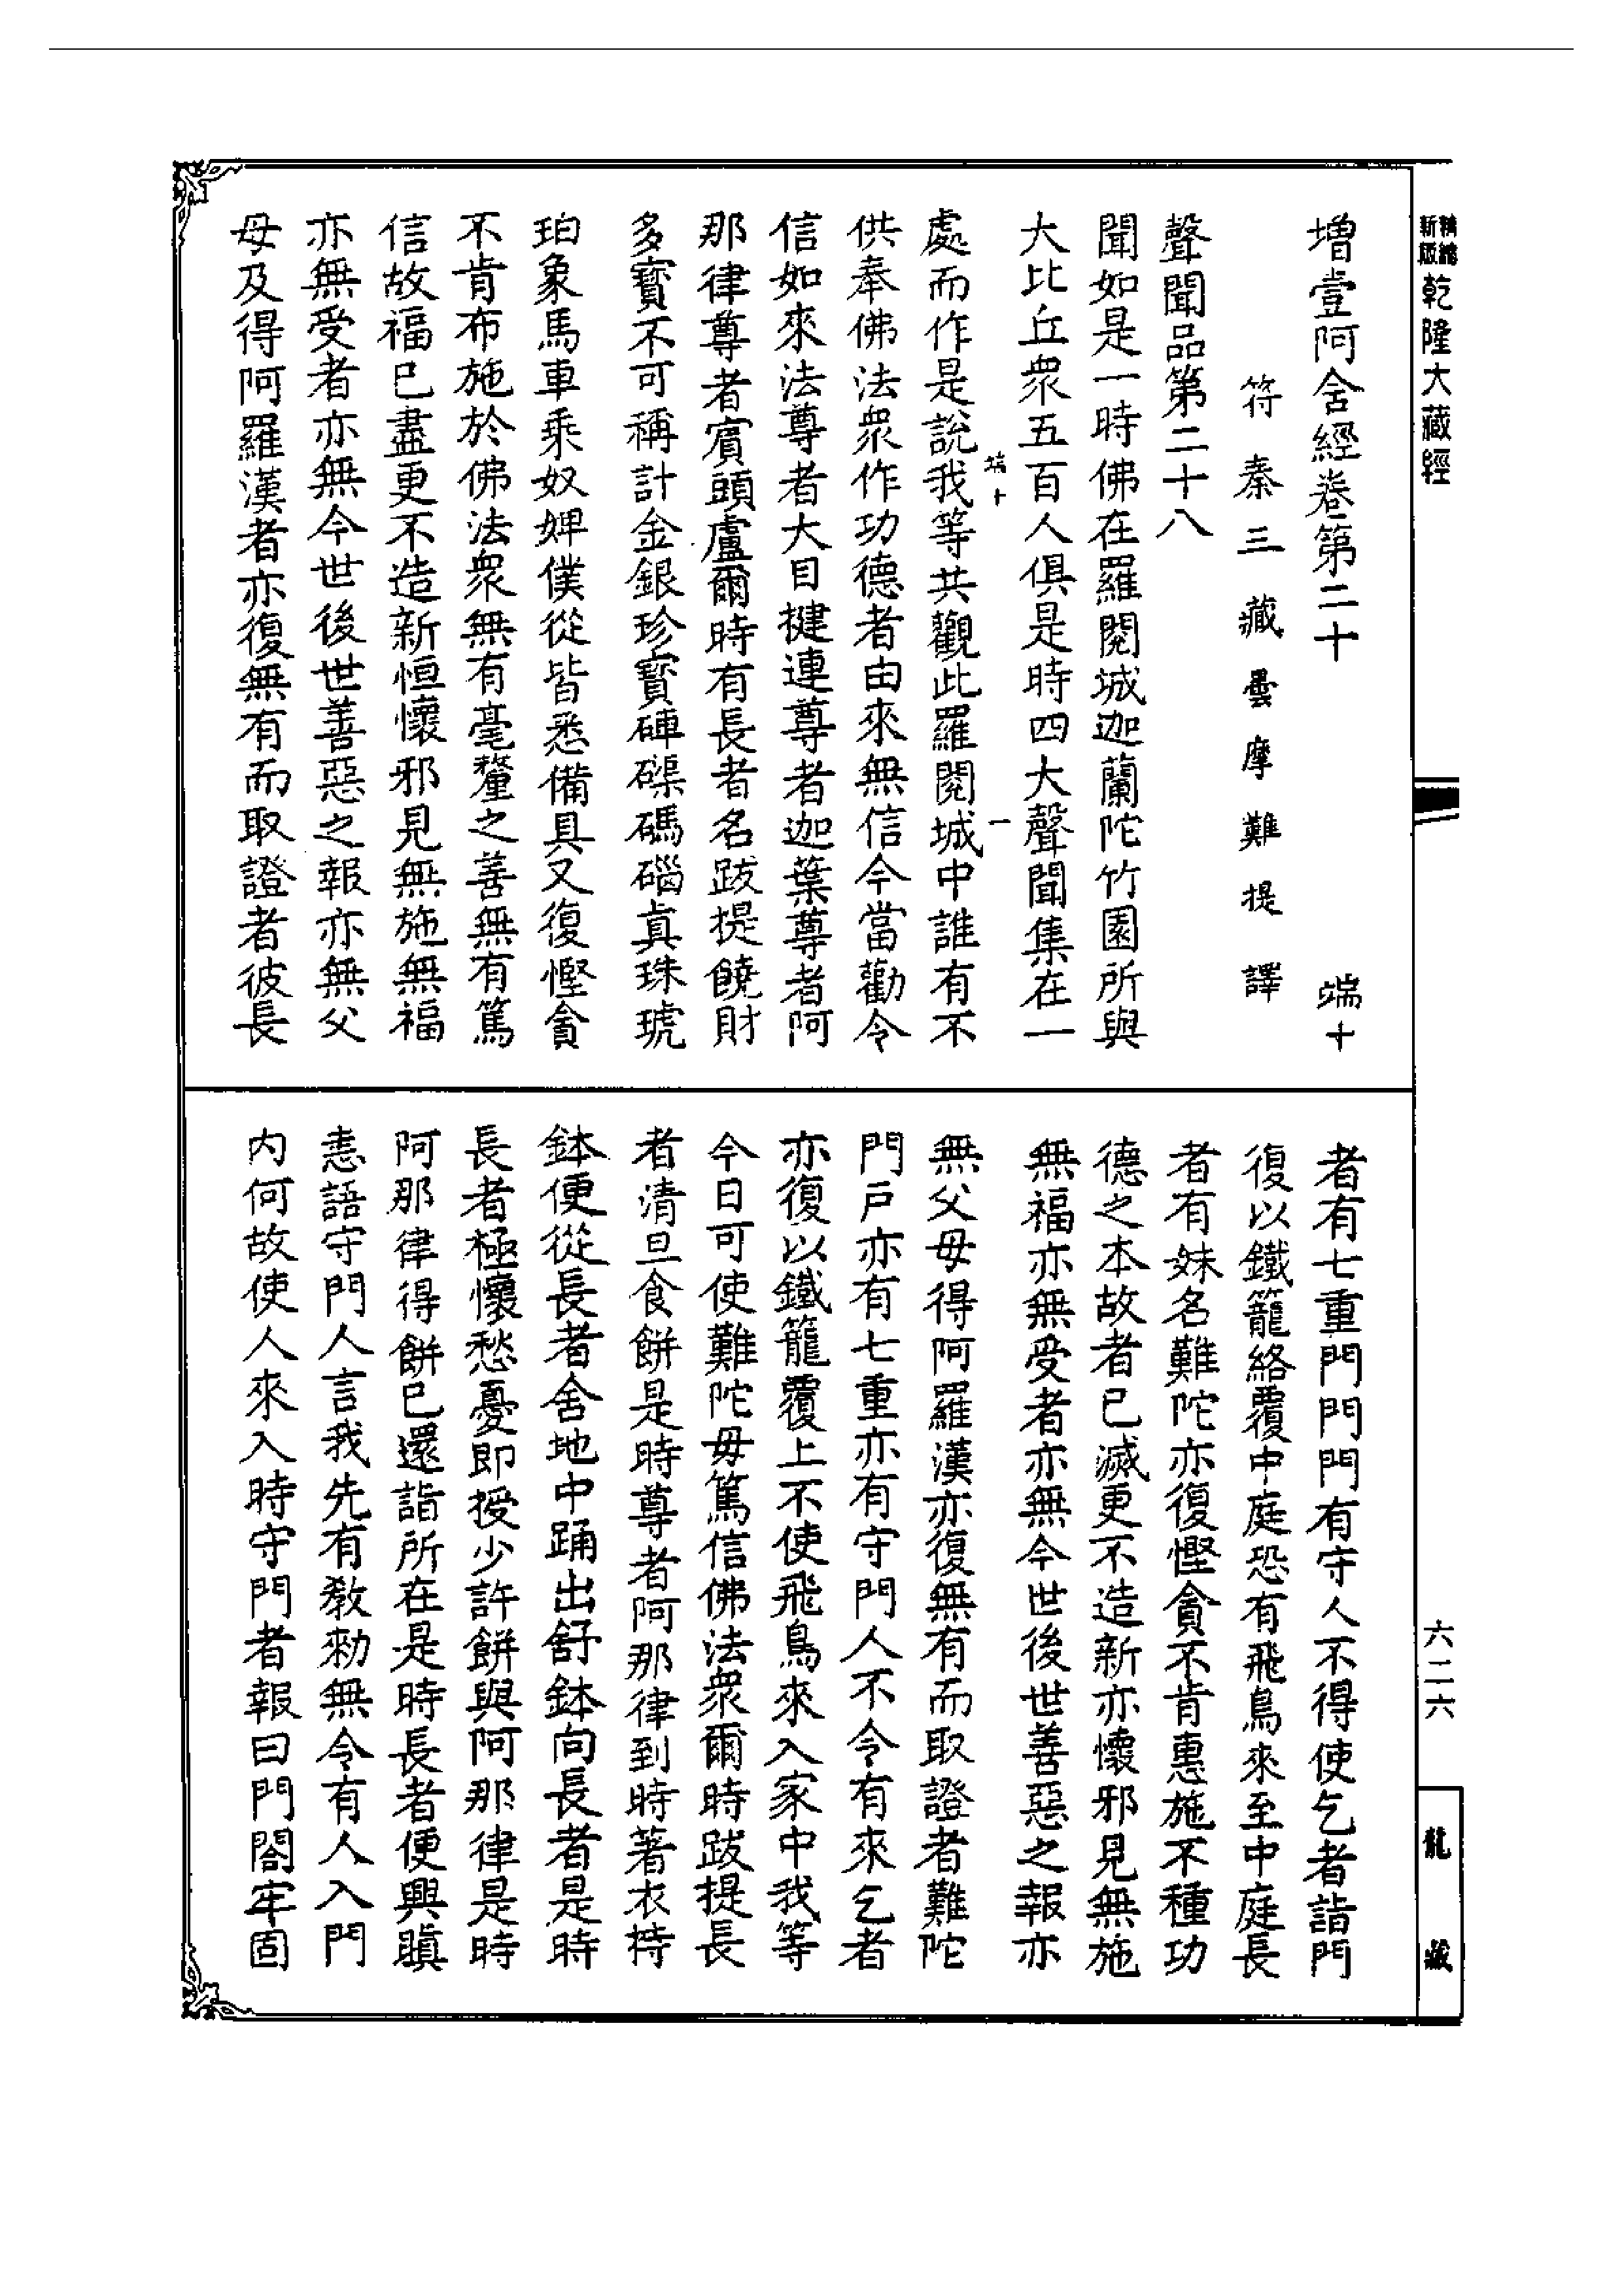 精縮新版乾隆大藏經
六二六
龍藏
增壹阿含經卷第二十 端十
符秦三藏曇摩難提譯
聲聞品第二十八
聞如是一時佛在羅閱城迦蘭陀竹園所與
大比丘衆五百人俱是時四大聲聞集在一
端十 一
處而作是說我等共觀此羅閱城中誰有不
供奉佛法衆作功德者由來無信今當勸令
信如來法尊者大目揵連尊者迦葉尊者阿
那律尊者賓頭盧爾時有長者名跋提饒財
多寶不可稱計金銀珍寶硨磲碼碯真珠琥
珀象馬車乘奴婢僕從皆悉備具又復慳貪
不肯布施於佛法衆無有毫釐之善無有篤
信故福已盡更不造新恒懷邪見無施無福
亦無受者亦無今世後世善惡之報亦無父
母及得阿羅漢者亦復無有而取證者彼長
者有七重門門門有守人不得使乞者詣門
復以鐵籠絡覆中庭恐有飛鳥來至中庭長
者有妹名難陀亦復慳貪不肯惠施不種功
德之本故者已滅更不造新亦懷邪見無施
無福亦無受者亦無今世後世善惡之報亦
無父母得阿羅漢亦復無有而取證者難陀
門戶亦有七重亦有守門人不令有來乞者
亦復以鐵籠覆上不使飛鳥來入家中我等
今日可使難陀毋篤信佛法衆爾時跋提長
者清旦食餅是時尊者阿那律到時著衣持
鉢便從長者舍地中踊出舒鉢向長者是時
長者極懷愁憂即授少許餅與阿那律是時
阿那律得餅已還詣所在是時長者便興瞋
恚語守門人言我先有教勑無令有人入門
內何故使人來入時守門者報曰門閤牢固